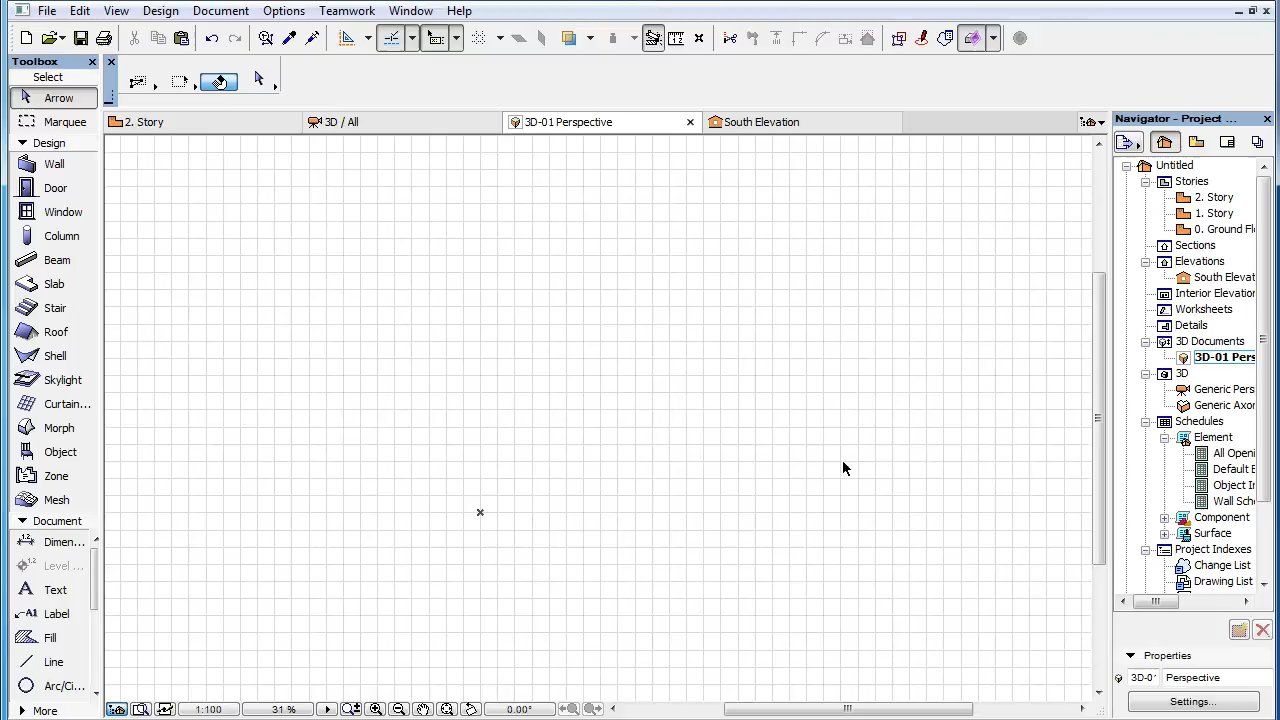 File Edit View Design Document Options Teamwork Window Help
Toolbox
Select
Arrow
Marquee
Design
Wall
Door
Window
Column
Beam
Slab
Stair
Roof
Shell
Skylight
Curtain...
Morph
Object
Zone
Mesh
Document
Dimen...
Level ...
Text
Label
Fill
Line
Arc/Ci...
More
2. Story
3D / All
3D-01 Perspective
South Elevation
1:100
31 %
0.00°
Navigator - Project ...
Untitled
Stories
2. Story
1. Story
0. Ground Fl
Sections
Elevations
South Elevat
Interior Elevation
Worksheets
Details
3D Documents
3D-01 Pers
3D
Generic Pers
Generic Axor
Schedules
Element
All Openi
Default E
Object In
Wall Sche
Component
Surface
Project Indexes
Change List
Drawing List
Properties
3D-0 Perspective
Settings...